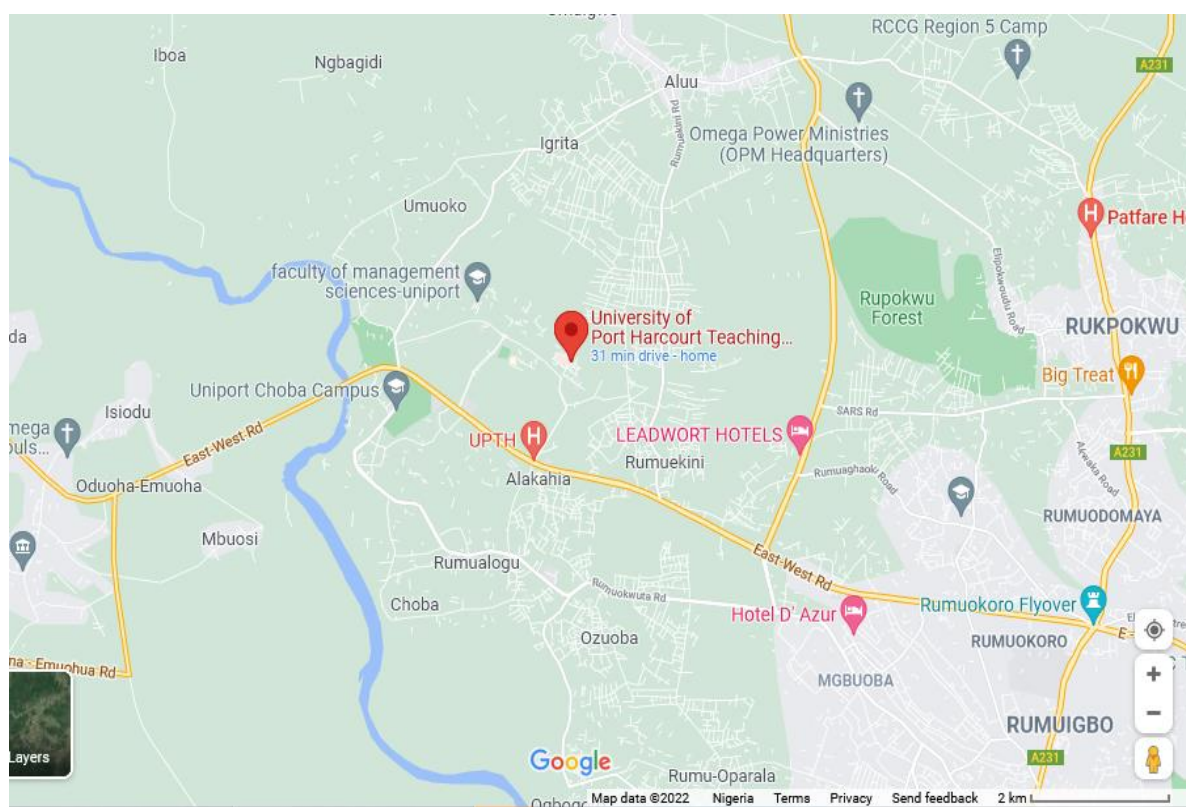 RCCG Region 5 Camp
Iboa
Ngbagidi
A231
Aluu
Omega Power Ministries
(OPM Headquarters)
Rumuekini Rd
Igrita
Umuoko
Patfare H
faculty of management
sciences-uniport
Elipokwoudu Road
Rupokwu
Forest
University of
Port Harcourt Teaching...
31 min drive - home
RUKPOKWU
da
Big Treat
Uniport Choba Campus
Isiodu
SARS Rd
mega
ouls...
East-West Rd
UPTH
LEADWORT HOTELS
Rumuekini
A231
Akwaka Road
Oduoha-Emuoha
Alakahia
RUMUODOMAYA
Mbuosi
East-West Rd
Rumualogu
Choba
Rumuokwuta Rd
Hotel D' Azur
Rumuokoro Flyover
E -
Ozuoba
RUMUOKORO
na - Emuohua Rd
MGBUOBA
RUMUIGBO
Layers
Google
A231
Rumu-Oparala
Map data ©2022 Nigeria Terms Privacy Send feedback 2 km